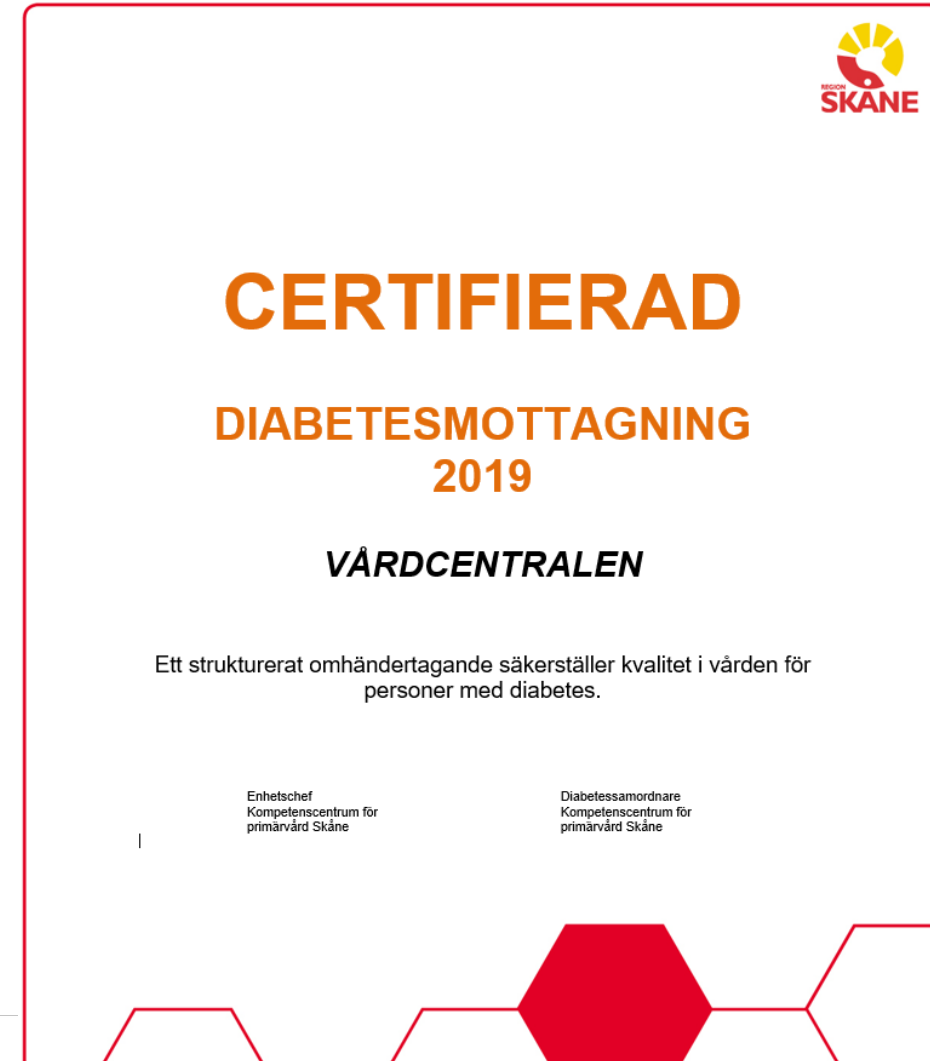 REGION
SKÅNE
CERTIFIERAD
DIABETESMOTTAGNING
2019
VÅRDCENTRALEN
Ett strukturerat omhändertagande säkerställer kvalitet i vården för
personer med diabetes.
Enhetschef
Kompetenscentrum för
primärvård Skåne
Diabetessamordnare
Kompetenscentrum för
primärvård Skåne